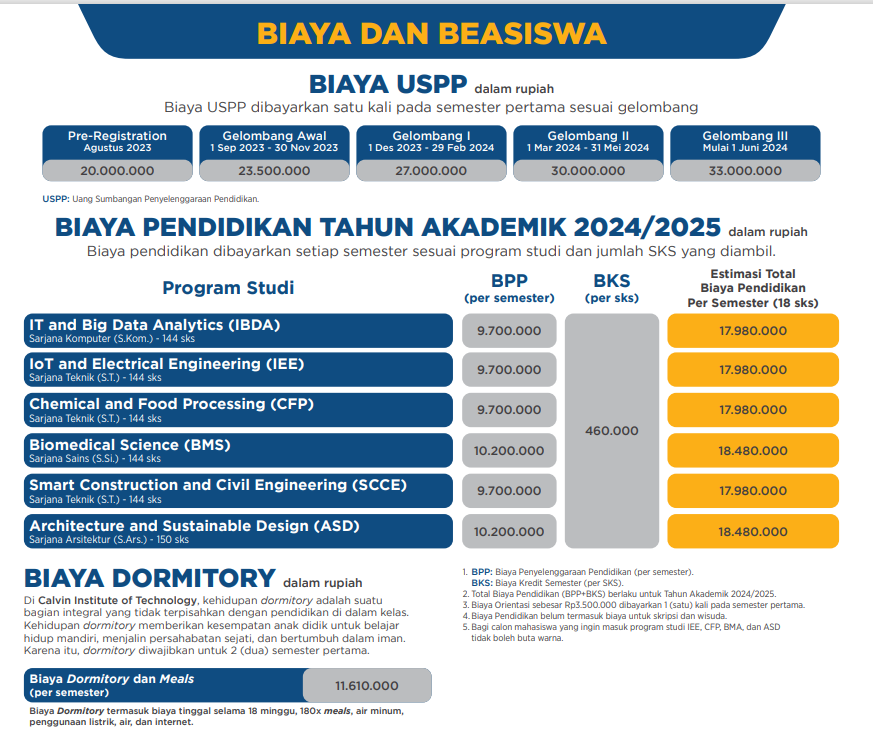 BIAYA DAN BEASISWA
BIAYA USPP dalam rupiah
Biaya USPP dibayarkan satu kali pada semester pertama sesuai gelombang
Pre-Registration
Agustus 2023
20.000.000
Gelombang Awal
1 Sep 2023 - 30 Nov 2023
23.500.000
Gelombang I
1 Des 2023 - 29 Feb 2024
27.000.000
Gelombang II
1 Mar 2024 - 31 Mei 2024
30.000.000
Gelombang III
Mulai 1 Juni 2024
33.000.000
USPP: Uang Sumbangan Penyelenggaraan Pendidikan.
BIAYA PENDIDIKAN TAHUN AKADEMIK 2024/2025 dalam rupiah
Biaya pendidikan dibayarkan setiap semester sesuai program studi dan jumlah SKS yang diambil.
Program Studi
BPP
(per semester)
BKS
(per sks)
Estimasi Total
Biaya Pendidikan
Per Semester (18 sks)
IT and Big Data Analytics (IBDA)
Sarjana Komputer (S.Kom.) - 144 sks
9.700.000
17.980.000
IoT and Electrical Engineering (IEE)
Sarjana Teknik (S.T.) - 144 sks
9.700.000
17.980.000
Chemical and Food Processing (CFP)
Sarjana Teknik (S.T.) - 144 sks
9.700.000
17.980.000
460.000
Biomedical Science (BMS)
Sarjana Sains (S.Si.) - 144 sks
10.200.000
18.480.000
Smart Construction and Civil Engineering (SCCE)
Sarjana Teknik (S.T.) - 144 sks
9.700.000
17.980.000
Architecture and Sustainable Design (ASD)
Sarjana Arsitektur (S.Ars.) - 150 sks
10.200.000
18.480.000
BIAYA DORMITORY dalam rupiah
Di Calvin Institute of Technology, kehidupan dormitory adalah suatu
bagian integral yang tidak terpisahkan dengan pendidikan di dalam kelas.
Kehidupan dormitory memberikan kesempatan anak didik untuk belajar
hidup mandiri, menjalin persahabatan sejati, dan bertumbuh dalam iman.
Karena itu, dormitory diwajibkan untuk 2 (dua) semester pertama.
Biaya Dormitory dan Meals
(per semester)
11.610.000
Biaya Dormitory termasuk biaya tinggal selama 18 minggu, 180x meals, air minum,
penggunaan listrik, air, dan internet.
1. BPP: Biaya Penyelenggaraan Pendidikan (per semester).
BKS: Biaya Kredit Semester (per SKS).
2. Total Biaya Pendidikan (BPP+BKS) berlaku untuk Tahun Akademik 2024/2025.
3. Biaya Orientasi sebesar Rp3.500.000 dibayarkan 1 (satu) kali pada semester pertama.
4. Biaya Pendidikan belum termasuk biaya untuk skripsi dan wisuda.
5. Bagi calon mahasiswa yang ingin masuk program studi IEE, CFP, BMA, dan ASD
tidak boleh buta warna.